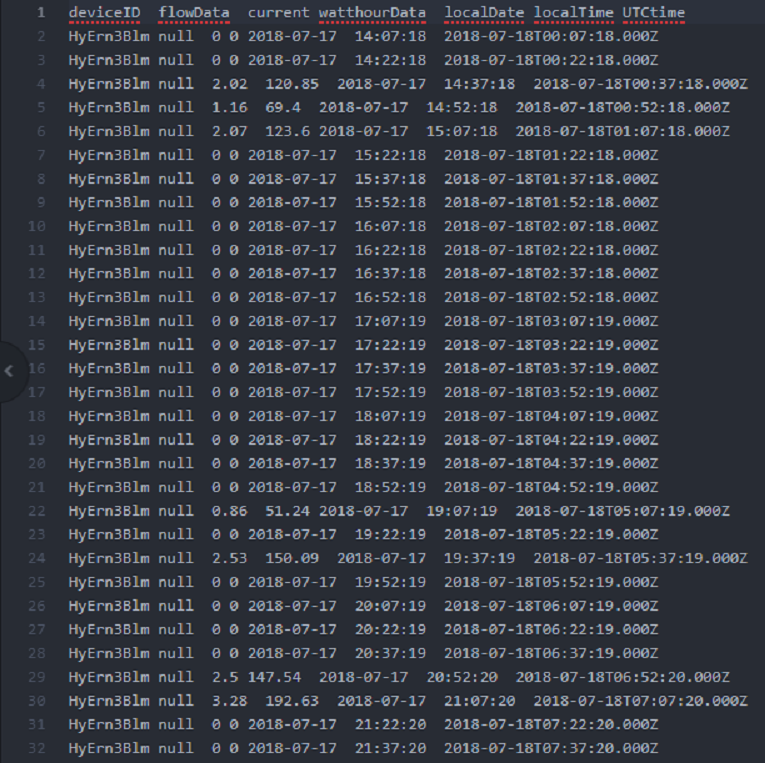 1 deviceID flowData current watthourData localDate localTime UTCtime
2 HyErn3Blm null 0 0 2018-07-17 14:07:18 2018-07-18T00:07:18.000Z
3 HyErn3Blm null 0 0 2018-07-17 14:22:18 2018-07-18T00:22:18.000Z
4 HyErn3Blm null 2.02 120.85 2018-07-17 14:37:18 2018-07-18T00:37:18.000Z
5 HyErn3Blm null 1.16 69.4 2018-07-17 14:52:18 2018-07-18T00:52:18.000Z
6 HyErn3Blm null 2.07 123.6 2018-07-17 15:07:18 2018-07-18T01:07:18.000Z
7 HyErn3Blm null 0 0 2018-07-17 15:22:18 2018-07-18T01:22:18.000Z
8 HyErn3Blm null 0 0 2018-07-17 15:37:18 2018-07-18T01:37:18.000Z
9 HyErn3Blm null 0 0 2018-07-17 15:52:18 2018-07-18T01:52:18.000Z
10 HyErn3Blm null 0 0 2018-07-17 16:07:18 2018-07-18T02:07:18.000Z
11 HyErn3Blm null 0 0 2018-07-17 16:22:18 2018-07-18T02:22:18.000Z
12 HyErn3Blm null 0 0 2018-07-17 16:37:18 2018-07-18T02:37:18.000Z
13 HyErn3Blm null 0 0 2018-07-17 16:52:18 2018-07-18T02:52:18.000Z
14 HyErn3Blm null 0 0 2018-07-17 17:07:19 2018-07-18T03:07:19.000Z
15 HyErn3Blm null 0 0 2018-07-17 17:22:19 2018-07-18T03:22:19.000Z
16 HyErn3Blm null 0 0 2018-07-17 17:37:19 2018-07-18T03:37:19.000Z
17 HyErn3Blm null 0 0 2018-07-17 17:52:19 2018-07-18T03:52:19.000Z
18 HyErn3Blm null 0 0 2018-07-17 18:07:19 2018-07-18T04:07:19.000Z
19 HyErn3Blm null 0 0 2018-07-17 18:22:19 2018-07-18T04:22:19.000Z
20 HyErn3Blm null 0 0 2018-07-17 18:37:19 2018-07-18T04:37:19.000Z
21 HyErn3Blm null 0 0 2018-07-17 18:52:19 2018-07-18T04:52:19.000Z
22 HyErn3Blm null 0.86 51.24 2018-07-17 19:07:19 2018-07-18T05:07:19.000Z
23 HyErn3Blm null 0 0 2018-07-17 19:22:19 2018-07-18T05:22:19.000Z
24 HyErn3Blm null 2.53 150.09 2018-07-17 19:37:19 2018-07-18T05:37:19.000Z
25 HyErn3Blm null 0 0 2018-07-17 19:52:19 2018-07-18T05:52:19.000Z
26 HyErn3Blm null 0 0 2018-07-17 20:07:19 2018-07-18T06:07:19.000Z
27 HyErn3Blm null 0 0 2018-07-17 20:22:19 2018-07-18T06:22:19.000Z
28 HyErn3Blm null 0 0 2018-07-17 20:37:19 2018-07-18T06:37:19.000Z
29 HyErn3Blm null 2.5 147.54 2018-07-17 20:52:20 2018-07-18T06:52:20.000Z
30 HyErn3Blm null 3.28 192.63 2018-07-17 21:07:20 2018-07-18T07:07:20.000Z
31 HyErn3Blm null 0 0 2018-07-17 21:22:20 2018-07-18T07:22:20.000Z
32 HyErn3Blm null 0 0 2018-07-17 21:37:20 2018-07-18T07:37:20.000Z